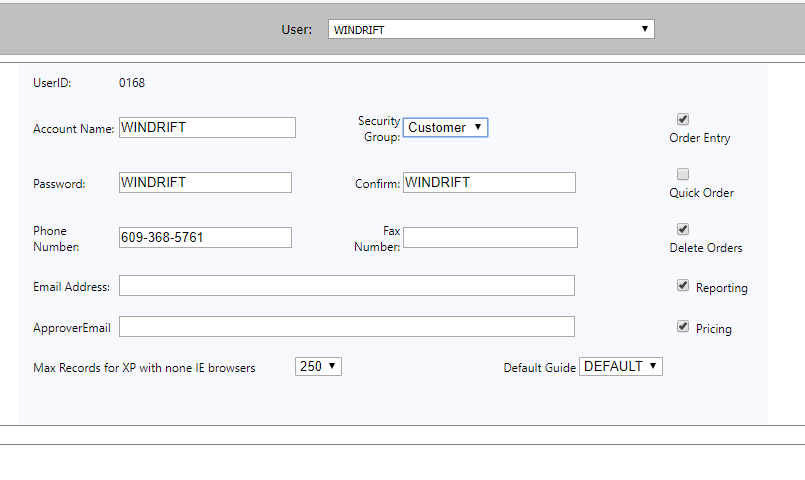 User: WINDRIFT
UserID: 0168
Account Name: WINDRIFT Security Group: Customer Order Entry
Password: WINDRIFT Confirm: WINDRIFT Quick Order
Phone Number: 609-368-5761 Fax Number: Delete Orders
Email Address: Reporting
ApproverEmail Pricing
Max Records for XP with none IE browsers 250 Default Guide DEFAULT